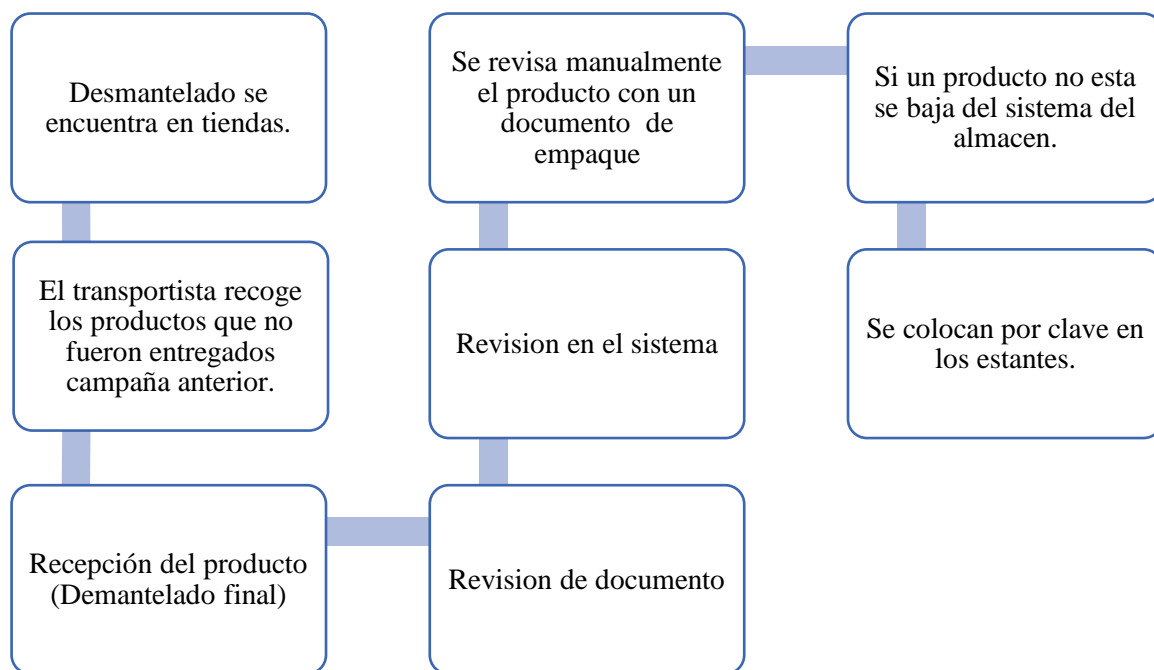 Desmantelado se
encuentra en tiendas.
El transportista recoge
los productos que no
fueron entregados
campaña anterior.
Recepción del producto
(Demantelado final)
Revision de documento
Revision en el sistema
Se revisa manualmente
el producto con un
documento de
empaque
Si un producto no esta
se baja del sistema del
almacen.
Se colocan por clave en
los estantes.